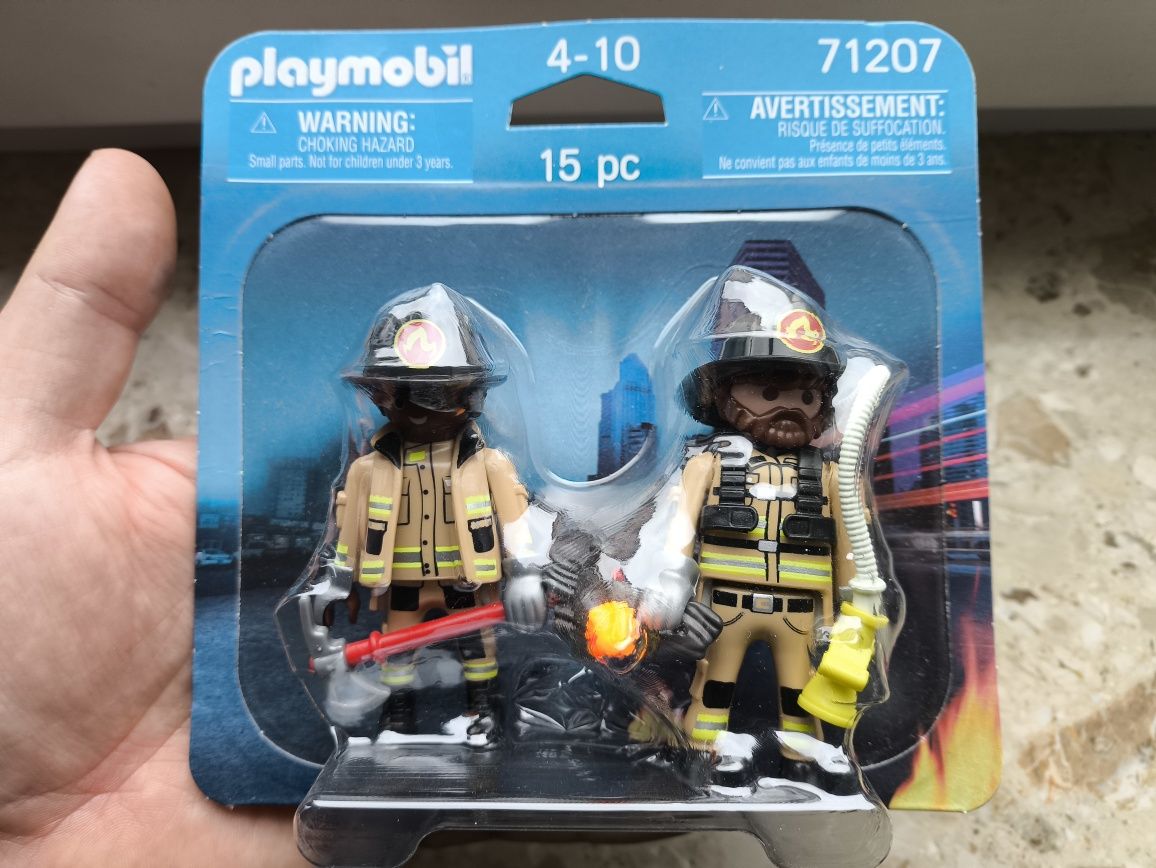 playmobil
4-10
71207
WARNING:
CHOKING HAZARD
Small parts. Not for children under 3 years.
15 pc
AVERTISSEMENT:
RISQUE DE SUFFOCATION.
Présence de petits éléments.
Ne convient pas aux enfants de moins de 3 ans.